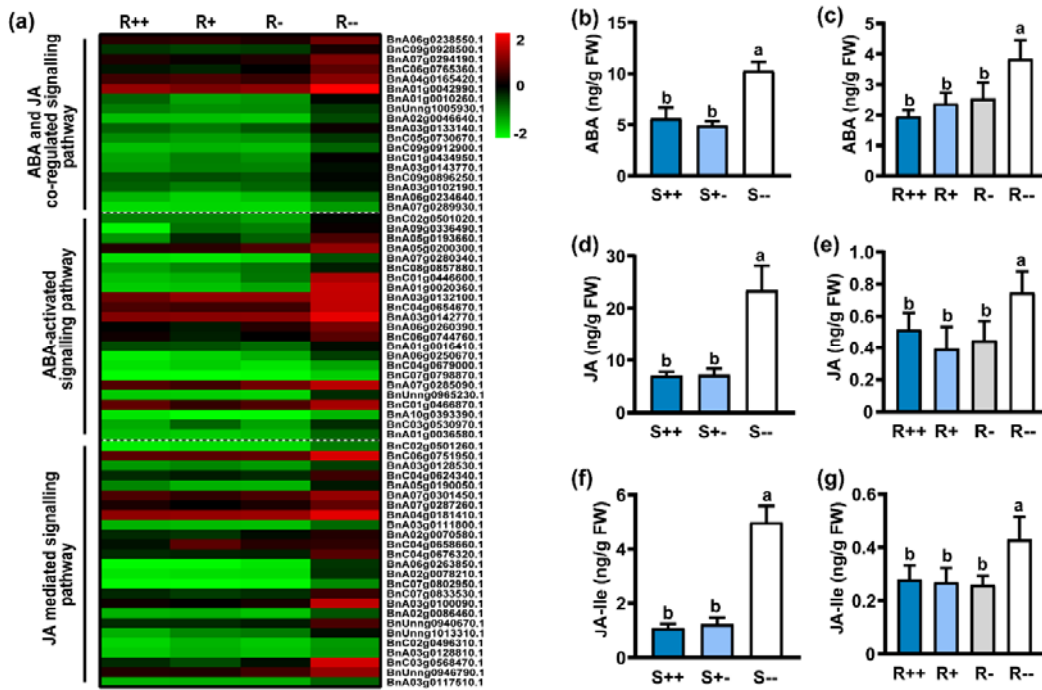 (a)
R++ R+ R- R--
ABA and JA
co-regulated signalling
pathway
ABA-activated
signalling pathway
JA mediated signalling
pathway
BnA06g0238550.1
BnC09g0928500.1
BnA07g0294190.1
BnC06g0765360.1
BnA04g0165420.1
BnA01g0042990.1
BnA01g0010260.1
BnUnng1005930.1
BnA02g0046640.1
BnA03g0133140.1
BnC05g0730670.1
BnC09g0912900.1
BnC01g0434950.1
BnA03g0143770.1
BnC09g0896250.1
BnA03g0102190.1
BnA06g0234640.1
BnA07g0289930.1
BnC02g0501020.1
BnA09g0336490.1
BnA05g0193660.1
BnA05g0200300.1
BnA07g0280340.1
BnC08g0857880.1
BnC01g0446600.1
BnA01g0020360.1
BnA03g0132100.1
BnC04g0654670.1
BnA03g0142770.1
BnA06g0260390.1
BnC06g0744760.1
BnA01g0016410.1
BnA06g0250670.1
BnC04g0679000.1
BnC07g0798870.1
BnA07g0285090.1
BnUnng0965230.1
BnC01g0466870.1
BnA10g0393390.1
BnC03g0530970.1
BnA01g0036580.1
BnC02g0501260.1
BnC06g0751950.1
BnA03g0128530.1
BnC04g0624340.1
BnA05g0190050.1
BnA07g0301450.1
BnA07g0287260.1
BnA04g0181410.1
BnA03g0111800.1
BnA02g0070580.1
BnC04g0658660.1
BnC04g0676320.1
BnA06g0263850.1
BnA02g0078210.1
BnC07g0802950.1
BnC07g0833530.1
BnA03g0100090.1
BnA02g0086460.1
BnUnng0940670.1
BnUnng1013310.1
BnC02g0496310.1
BnA03g0128810.1
BnC03g0568470.1
BnUnng0946790.1
BnA03g0117510.1
2
0
-2
(b)
ABA (ng/g FW)
15
10
5
0
b b a
S++ S+- S--
(c)
ABA (ng/g FW)
5
4
3
2
1
0
b b b a
R++ R+ R- R--
(d)
JA (ng/g FW)
30
20
10
0
b b a
S++ S+- S--
(e)
JA (ng/g FW)
1.0
0.8
0.6
0.4
0.2
0.0
b b b a
R++ R+ R- R--
(f)
JA-Ile (ng/g FW)
6
4
2
0
b b a
S++ S+- S--
(g)
JA-Ile (ng/g FW)
0.6
0.4
0.2
0.0
b b b a
R++ R+ R- R--